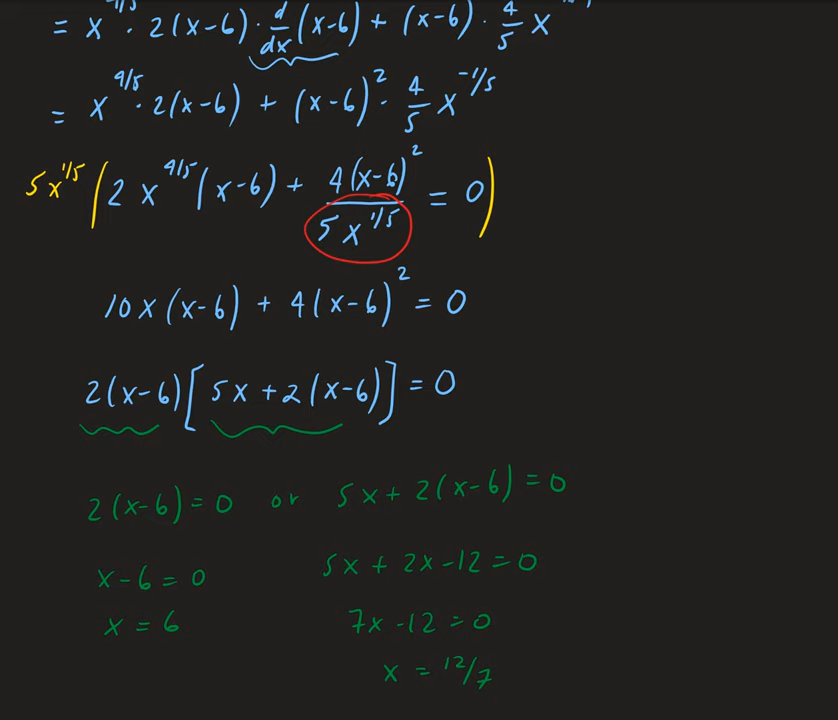 = x^4/5 · 2(x-6) · d/dx (x-6) + (x-6) · 4/5 x
= x^4/5 · 2(x-6) + (x-6)^2 · 4/5 x^-1/5
5x^1/5 ( 2x^4/5 (x-6) + 4(x-6)^2 / 5x^1/5 = 0 )
10x(x-6) + 4(x-6)^2 = 0
2(x-6)[5x+2(x-6)] = 0
2(x-6) = 0 or 5x + 2(x-6) = 0
x-6 = 0 5x + 2x -12 = 0
x = 6 7x -12 = 0
x = 12/7